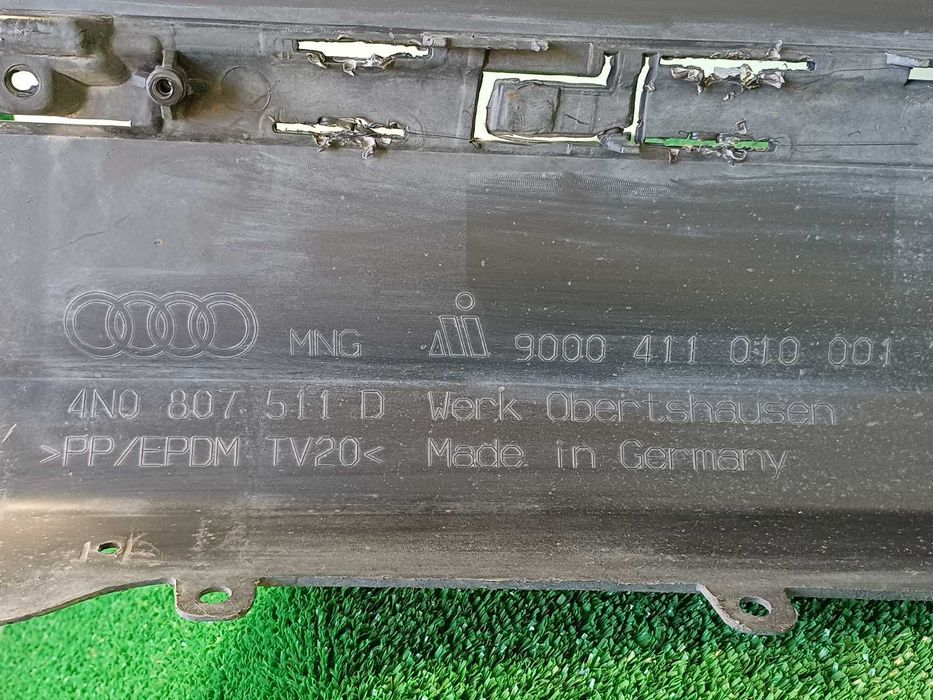 MNG 9000 411 010 001
4N0 807 511 D Werk Obertshausen
>PP/EPDM TV20< Made in Germany